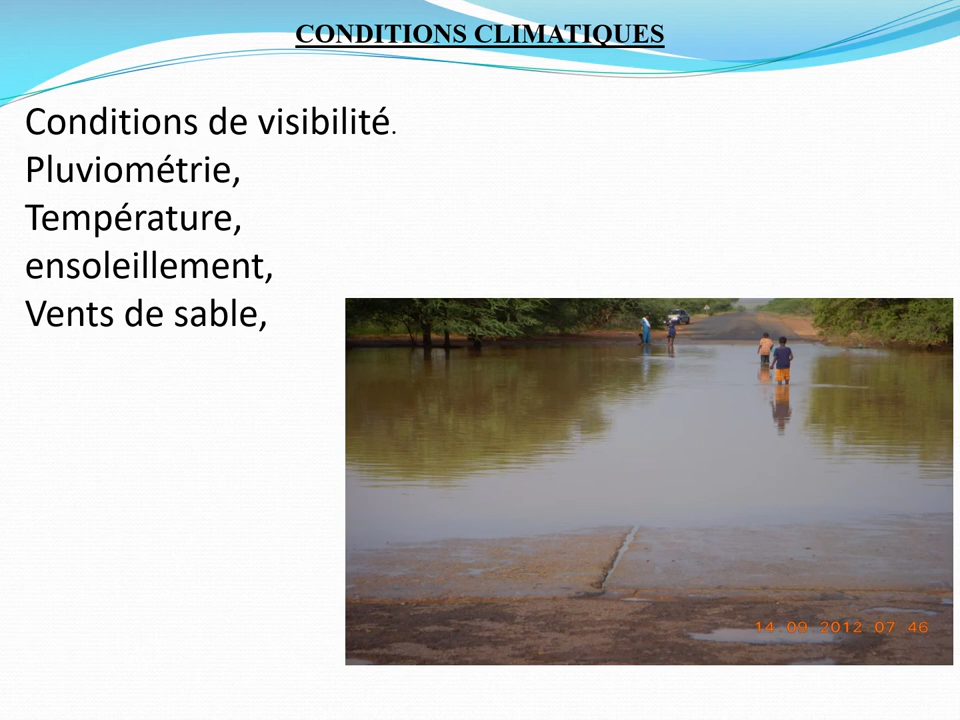 CONDITIONS CLIMATIQUES
Conditions de visibilité.
Pluviométrie,
Température,
ensoleillement,
Vents de sable,
14.09.2012 07:46